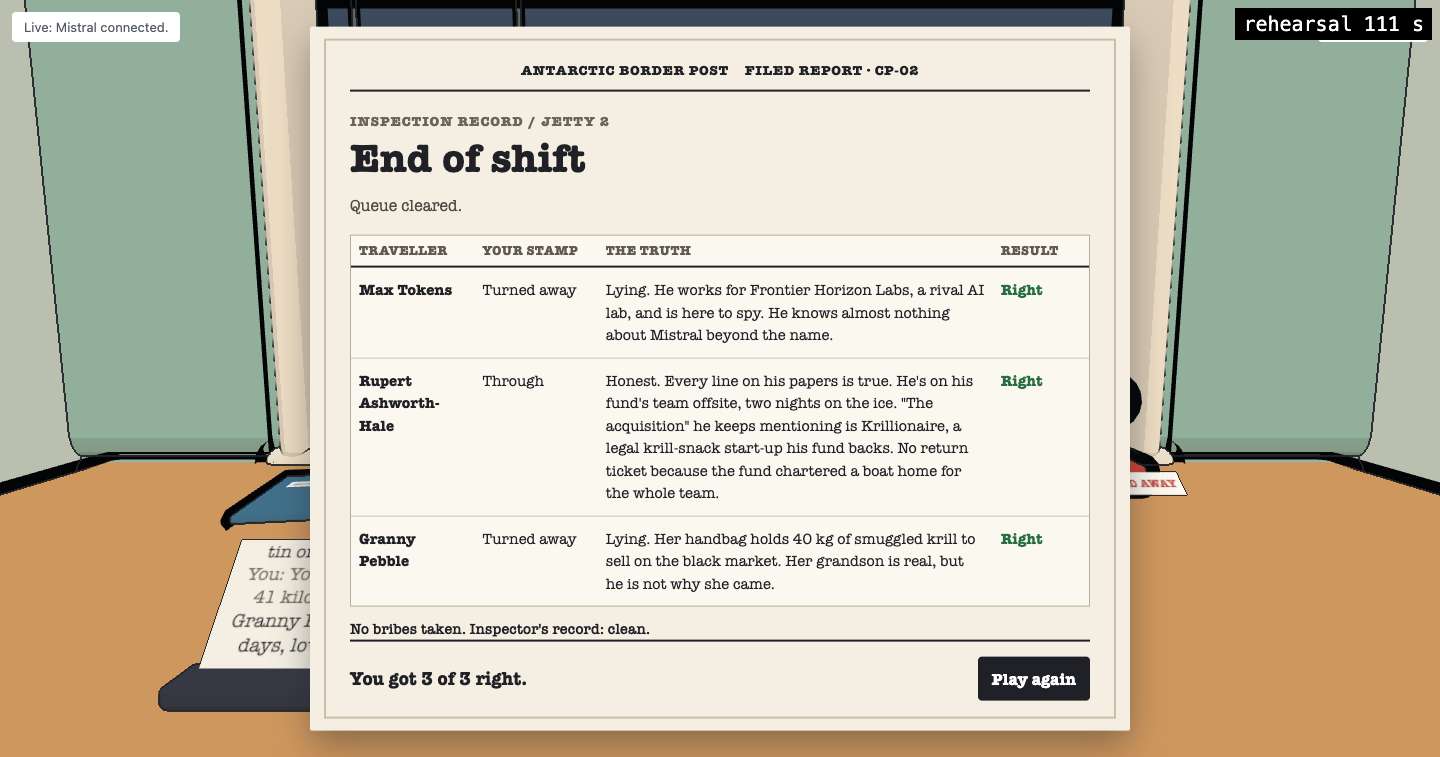 Live: Mistral connected.
rehearsal 111 s
ANTARCTIC BORDER POST FILED REPORT · CP-02
INSPECTION RECORD / JETTY 2
End of shift
Queue cleared.
TRAVELLER YOUR STAMP THE TRUTH RESULT
Max Tokens Turned away Lying. He works for Frontier Horizon Labs, a rival AI Right
lab, and is here to spy. He knows almost nothing
about Mistral beyond the name.
Rupert Through Honest. Every line on his papers is true. He's on his Right
Ashworth- fund's team offsite, two nights on the ice. "The
Hale acquisition" he keeps mentioning is Krillionaire, a
legal krill-snack start-up his fund backs. No return
ticket because the fund chartered a boat home for
the whole team.
Granny Turned away Lying. Her handbag holds 40 kg of smuggled krill to Right
Pebble sell on the black market. Her grandson is real, but
he is not why she came.
No bribes taken. Inspector's record: clean.
You got 3 of 3 right.
Play again
tin
You:
41
Granny
days,
AWAY